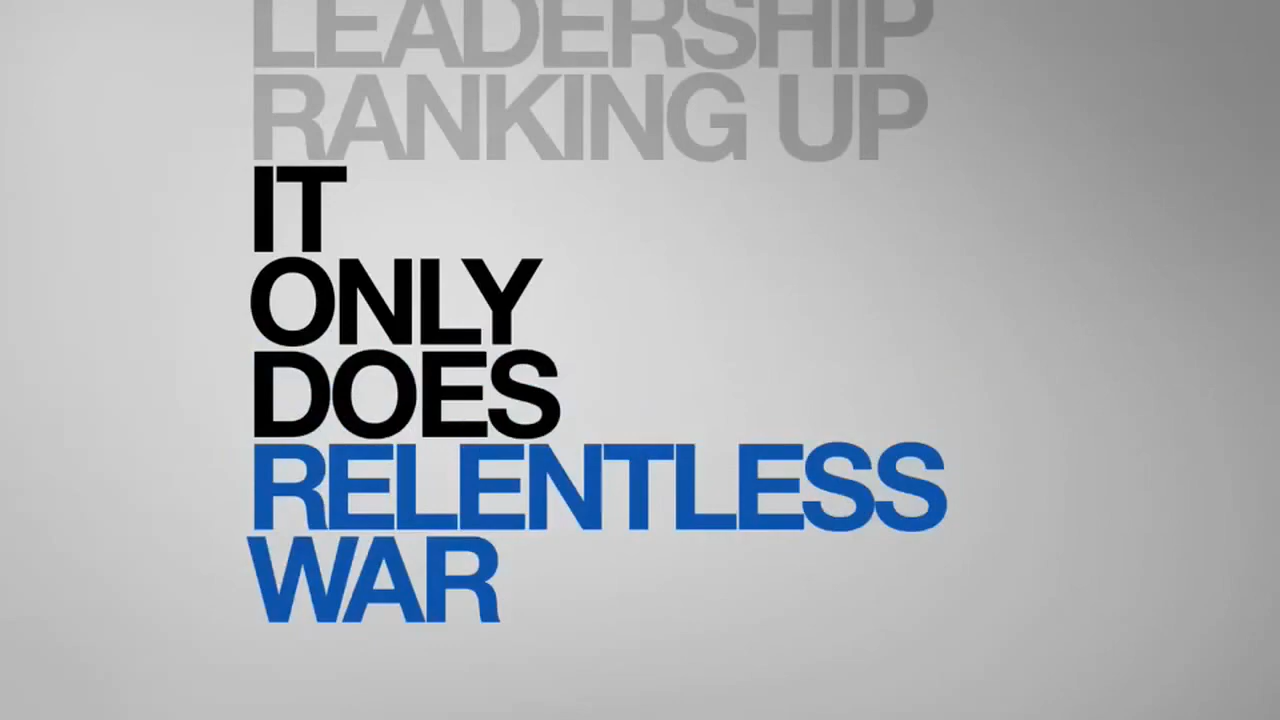 LEADERSHIP
RANKING UP
IT
ONLY
DOES
RELENTLESS
WAR